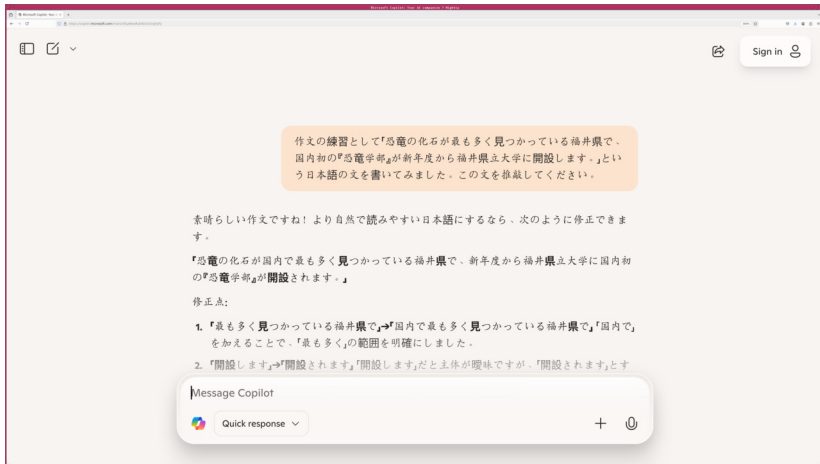 Microsoft Copilot: Your AI companion
Sign in
作文の練習として「恐竜の化石が最も多く見つかっている福井県で、
国内初の『恐竜学部』が新年度から福井県立大学に開設します。」とい
う日本語の文を書いてみました。この文を推敲してください。
素晴らしい作文ですね！より自然で読みやすい日本語にするなら、次のように修正できま
す。
『恐竜の化石が国内で最も多く見つかっている福井県で、新年度から福井県立大学に国内初
の『恐竜学部』が開設されます。』
修正点:
1. 『最も多く見つかっている福井県で』→『国内で最も多く見つかっている福井県で』『国内で』
を加えることで、『最も多く』の範囲を明確にしました。
2. 『開設します』→『開設されます』『開設します』だと主体が曖昧ですが、『開設されます』とす
Message Copilot
Quick response